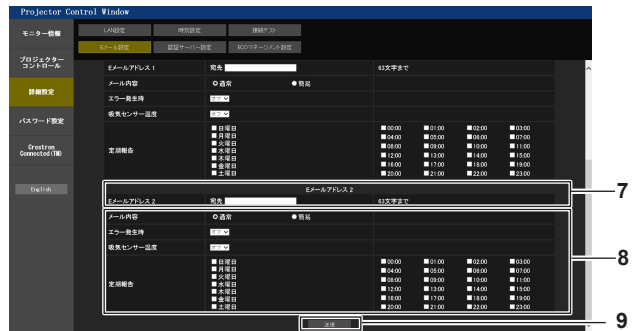 Projector Control Window
モニター情報
プロジェクター
コントロール
詳細設定
パスワード設定
Crestron
Connected(TM)
English
LAN設定 時刻設定 接続テスト
Eメール設定 認証サーバー設定 ECOマネージメント設定
Eメールアドレス 1 宛先 63文字まで
メール内容 通常 簡易
エラー発生時 オフ
吸気センサー温度 オフ
定期報告
日曜日 00:00 01:00 02:00 03:00
月曜日 04:00 05:00 06:00 07:00
火曜日 08:00 09:00 10:00 11:00
水曜日 12:00 13:00 14:00 15:00
木曜日 16:00 17:00 18:00 19:00
金曜日 20:00 21:00 22:00 23:00
土曜日
Eメールアドレス 2
7
Eメールアドレス 2 宛先 63文字まで
メール内容 通常 簡易
エラー発生時 オフ
吸気センサー温度 オフ
8
定期報告
日曜日 00:00 01:00 02:00 03:00
月曜日 04:00 05:00 06:00 07:00
火曜日 08:00 09:00 10:00 11:00
水曜日 12:00 13:00 14:00 15:00
木曜日 16:00 17:00 18:00 19:00
金曜日 20:00 21:00 22:00 23:00
土曜日
送信
9